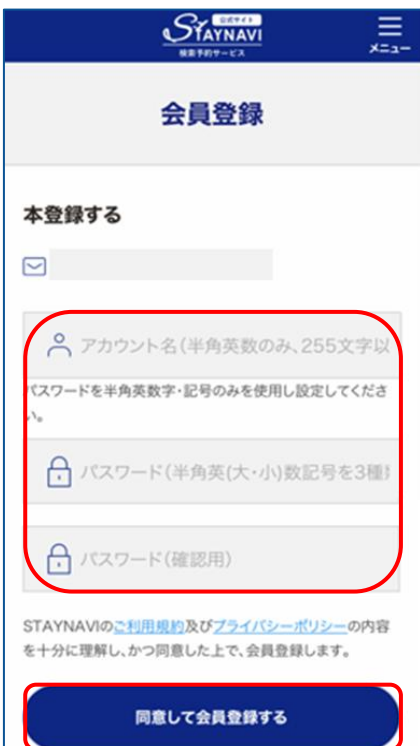 公式サイト
STAYNAVI
検索予約サービス
メニュー
会員登録
本登録する
アカウント名(半角英数のみ、255文字以
パスワードを半角英数字・記号のみを使用し設定してくださ
い。
パスワード(半角英(大・小)数記号を3種
パスワード(確認用)
STAYNAVIのご利用規約及びプライバシーポリシーの内容
を十分に理解し、かつ同意した上で、会員登録します。
同意して会員登録する